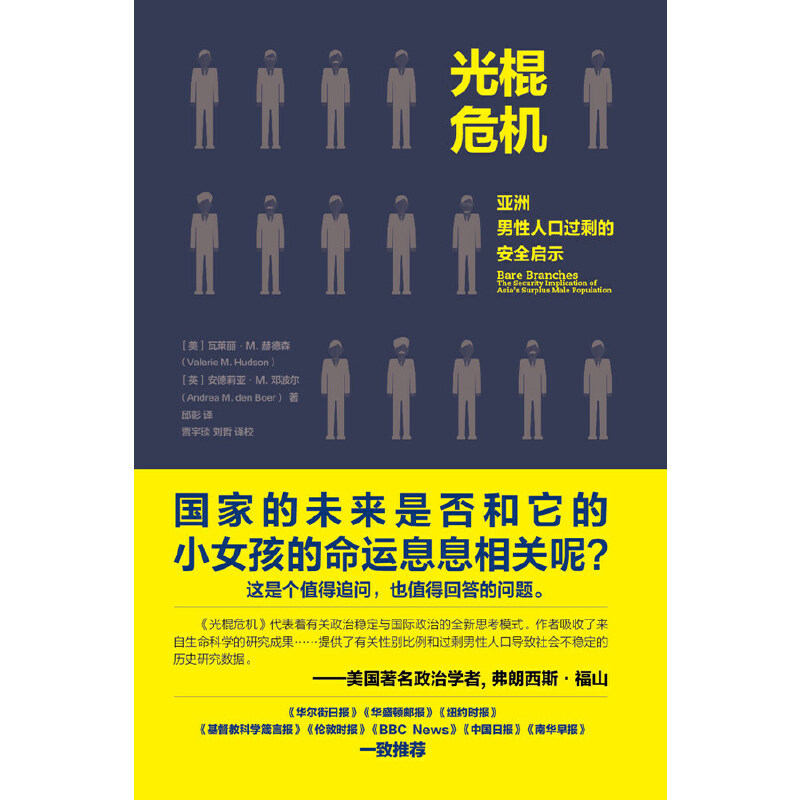 光棍
危机
亚洲
男性人口过剩的
安全启示
Bare Branches
The Security Implication of
Asia's Surplus Male Population
［美］瓦莱丽·M. 赫德森
（Valerie M. Hudson）
［英］安德莉亚·M. 邓波尔
（Andrea M. den Boer） 著
邱彰 译
贾宇琰 刘哲 译校
国家的未来是否和它的
小女孩的命运息息相关呢？
这是个值得追问，也值得回答的问题。
《光棍危机》代表着有关政治稳定与国际政治的全新思考模式。作者吸收了来
自生命科学的研究成果……提供了有关性别比例和过剩男性人口导致社会不稳定的
历史研究数据。
——美国著名政治学者, 弗朗西斯·福山
《华尔街日报》《华盛顿邮报》《纽约时报》
《基督教科学箴言报》《伦敦时报》《BBC News》《中国日报》《南华早报》
一致推荐